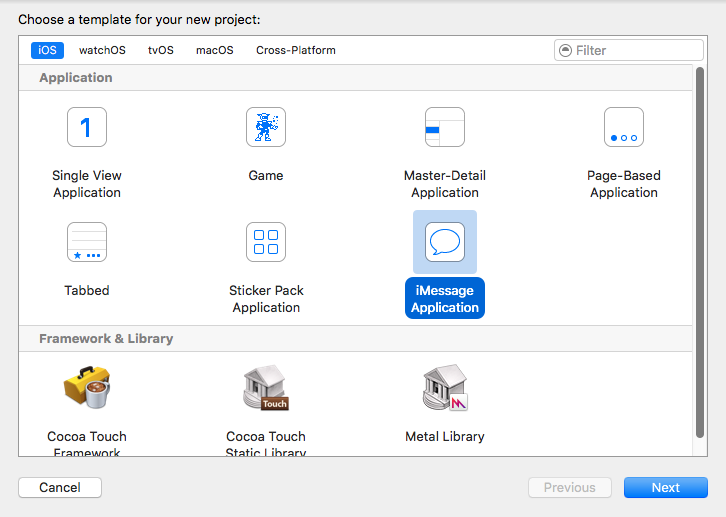 Choose a template for your new project:
iOS watchOS tvOS macOS Cross-Platform Filter
Application
1
Single View
Application
Game
Master-Detail
Application
Page-Based
Application
Tabbed
Sticker Pack
Application
iMessage
Application
Framework & Library
Touch
Cocoa Touch
Framework
Cocoa Touch
Static Library
Metal Library
Cancel Previous Next